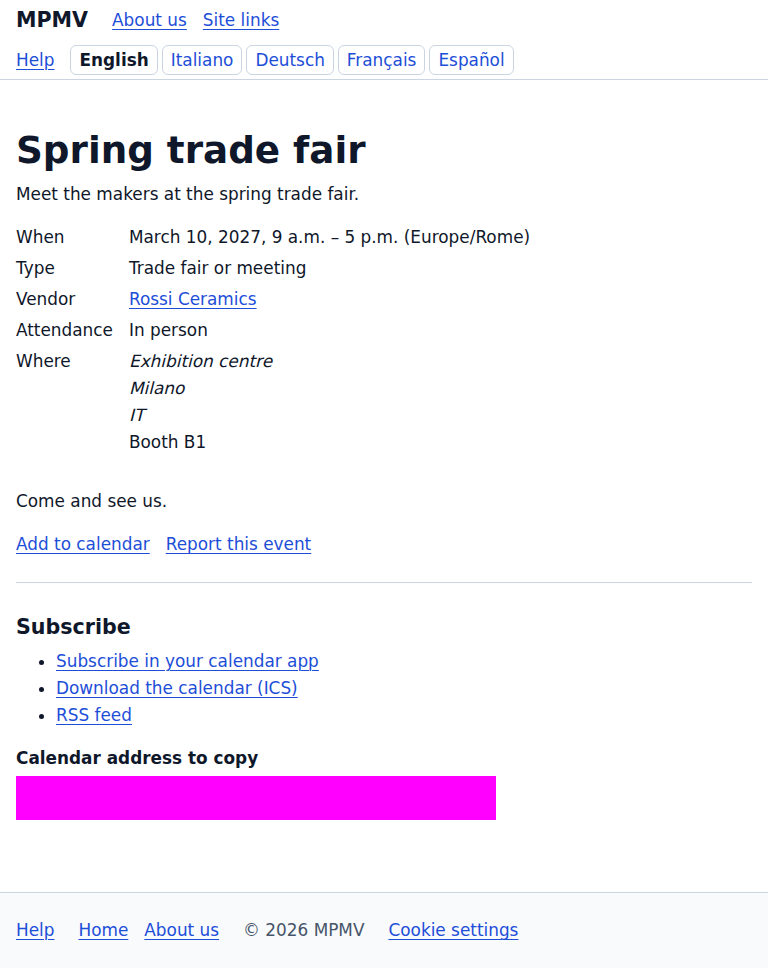 MPMV About us Site links
Help English Italiano Deutsch Français Español
Spring trade fair
Meet the makers at the spring trade fair.
When March 10, 2027, 9 a.m. – 5 p.m. (Europe/Rome)
Type Trade fair or meeting
Vendor Rossi Ceramics
Attendance In person
Where Exhibition centre
Milano
IT
Booth B1
Come and see us.
Add to calendar Report this event
Subscribe
Subscribe in your calendar app
Download the calendar (ICS)
RSS feed
Calendar address to copy
Help Home About us © 2026 MPMV Cookie settings